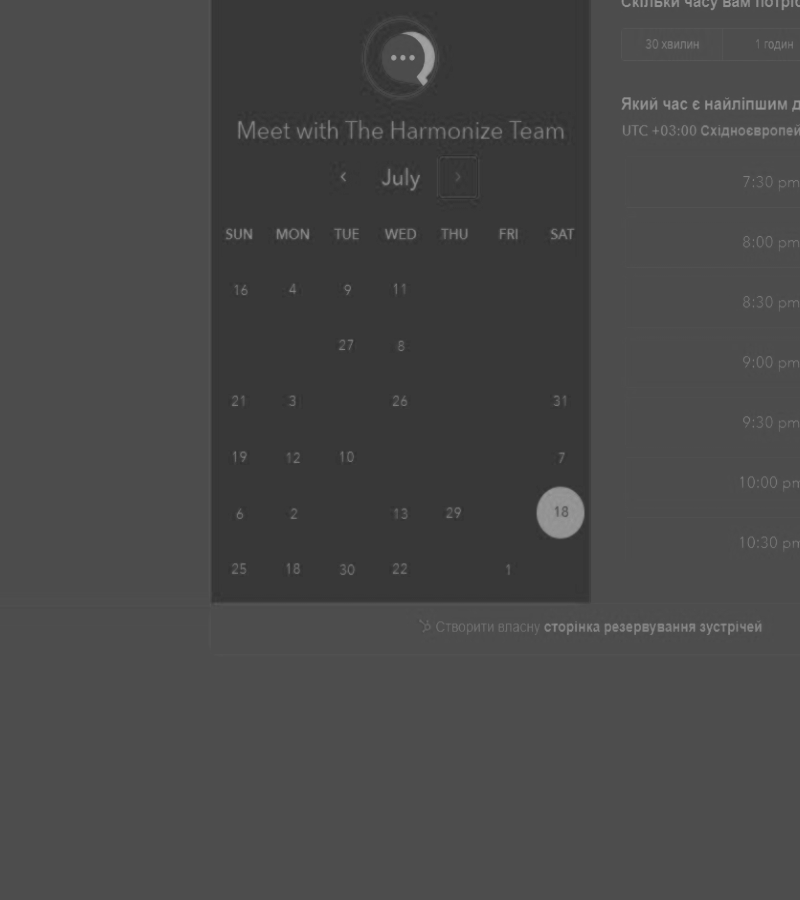 Скільки часу вам потріб
30 хвилин 1 годин
Meet with The Harmonize Team
Який час є найліпшим д
UTC +03:00 Східноєвропей
‹ July ›
SUN MON TUE WED THU FRI SAT
16 4 9 11
27 8
21 3 26 31
19 12 10 7
6 2 13 29 18
25 18 30 22 1
7:30 pm
8:00 pm
8:30 pm
9:00 pm
9:30 pm
10:00 pm
10:30 pm
Створити власну сторінка резервування зустрічей